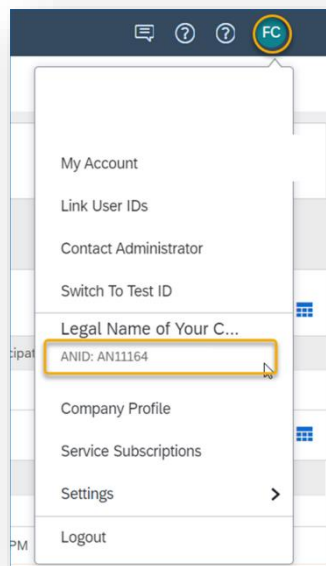 FC
My Account
Link User IDs
Contact Administrator
Switch To Test ID
Legal Name of Your C...
cipat
ANID: AN11164
Company Profile
Service Subscriptions
Settings
Logout
PM